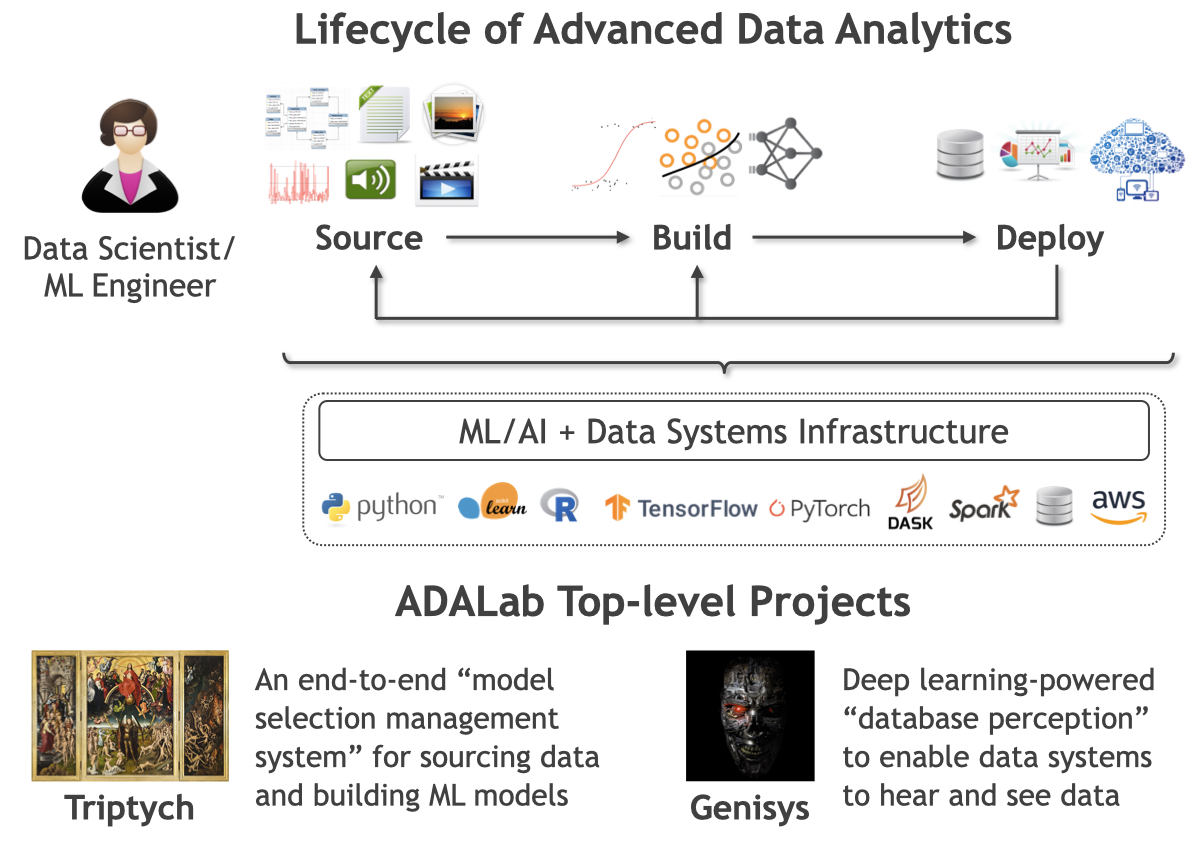 Lifecycle of Advanced Data Analytics
TEXT
Data Scientist/
ML Engineer
Source
Build
Deploy
ML/AI + Data Systems Infrastructure
python™
scikit
learn
R
TensorFlow
PyTorch
DASK
Spark
aws
ADALab Top-level Projects
An end-to-end “model
selection management
system” for sourcing data
and building ML models
Triptych
Deep learning-powered
“database perception”
to enable data systems
to hear and see data
Genisys